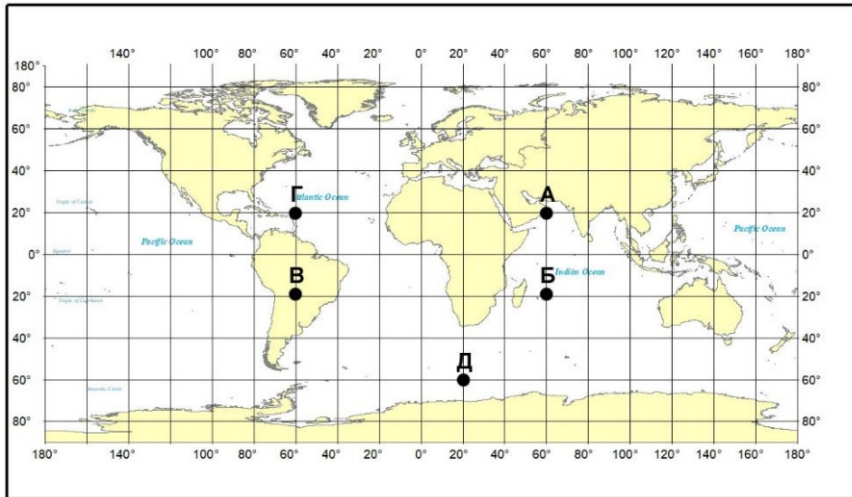 140° 100° 80° 60° 40° 20° 0° 20° 40° 60° 80° 100° 120° 140° 180°
180°
80° 80°
60° 60°
40° 40°
Г Atlantic Ocean А
20° 20°
Pacific Ocean Pacific Ocean
0° 0°
В Б Indian Ocean
20° 20°
40° 40°
Д
60° 60°
80° 80°
180 140° 100° 80° 60° 40° 20° 0° 20° 40° 60° 80° 100° 120° 140° 160° 180°